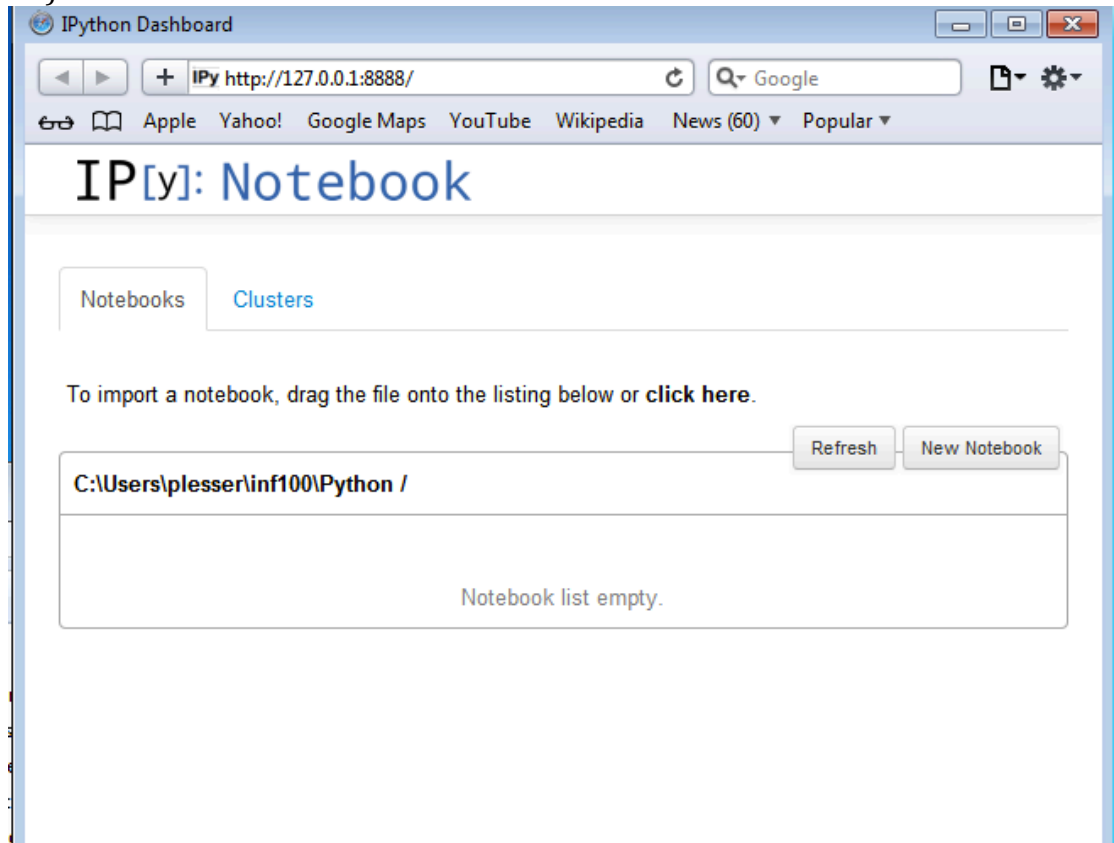 IPython Dashboard
+ IPy http://127.0.0.1:8888/ Google
Apple Yahoo! Google Maps YouTube Wikipedia News (60) ▼ Popular ▼
IP[y]: Notebook
Notebooks Clusters
To import a notebook, drag the file onto the listing below or click here.
Refresh New Notebook
C:\Users\plesser\inf100\Python /
Notebook list empty.